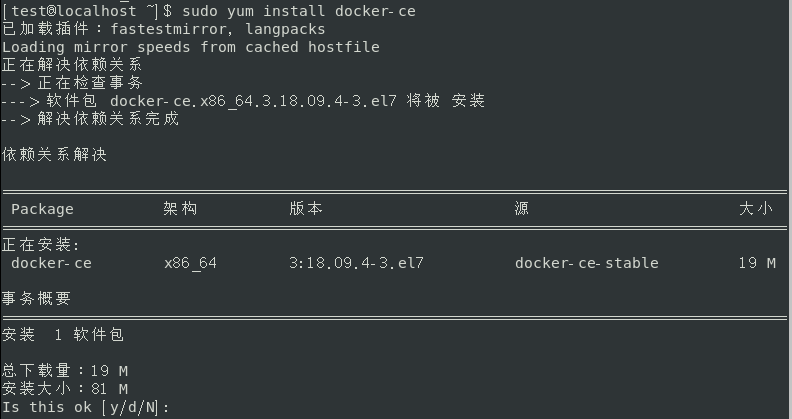 [test@localhost ~]$ sudo yum install docker-ce
已加载插件：fastestmirror, langpacks
Loading mirror speeds from cached hostfile
正在解决依赖关系
--> 正在检查事务
---> 软件包 docker-ce.x86_64.3.18.09.4-3.el7 将被 安装
--> 解决依赖关系完成
依赖关系解决
Package 架构 版本 源 大小
正在安装:
docker-ce x86_64 3:18.09.4-3.el7 docker-ce-stable 19 M
事务概要
安装 1 软件包
总下载量：19 M
安装大小：81 M
Is this ok [y/d/N]: